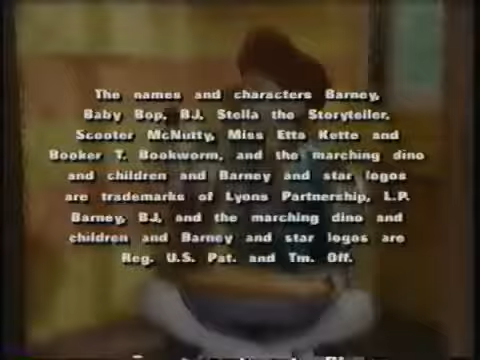 The names and characters Barney,
Baby Bop, B.J. Stella the Storyteller,
Scooter McNutty, Miss Etta Kette and
Booker T. Bookworm, and the marching dino
and children and Barney and star logos
are trademarks of Lyons Partnership, L.P.
Barney, BJ, and the marching dino and
children and Barney and star logos are
Reg. U.S. Pat. and Tm. Off.